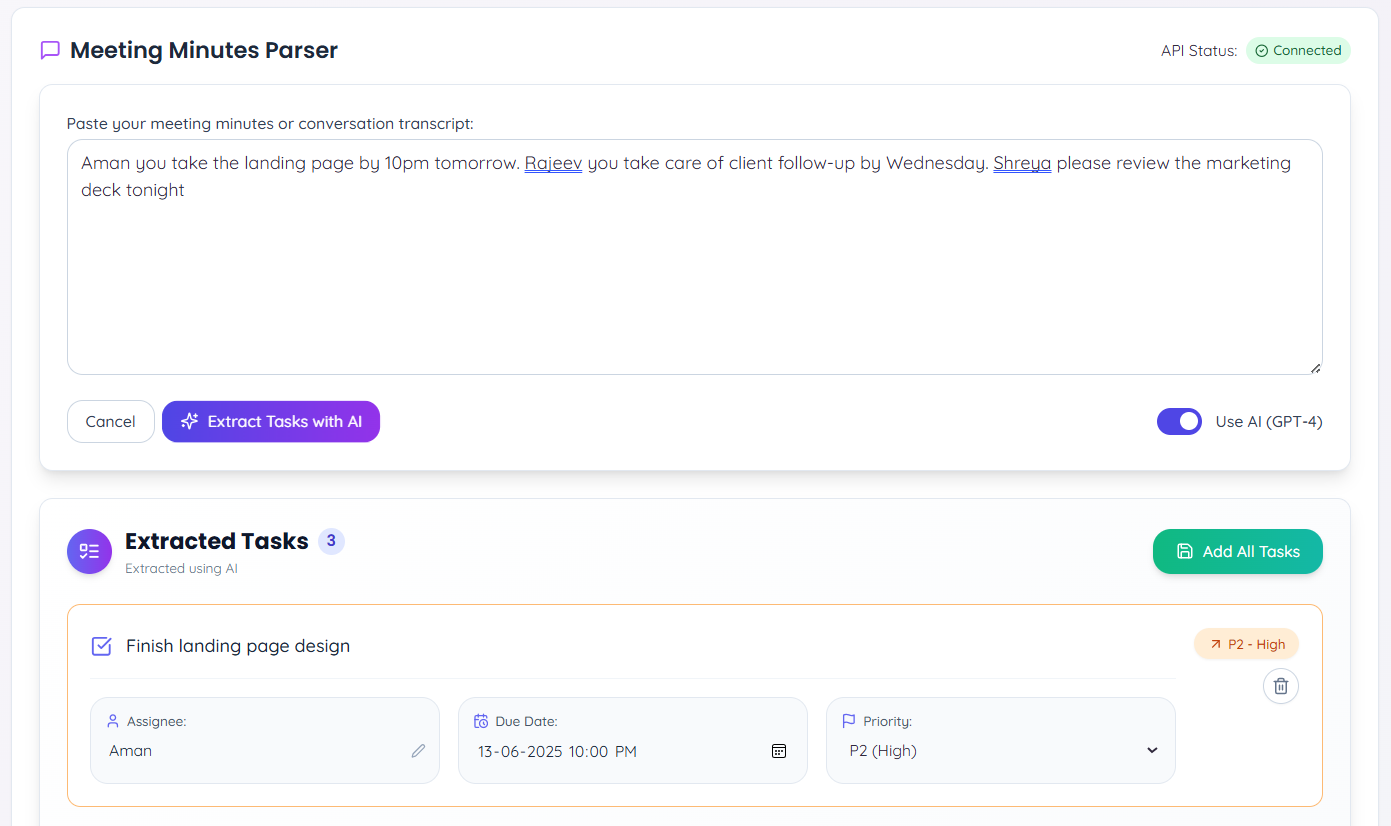 Meeting Minutes Parser
API Status: Connected
Paste your meeting minutes or conversation transcript:
Aman you take the landing page by 10pm tomorrow. Rajeev you take care of client follow-up by Wednesday. Shreya please review the marketing
deck tonight
Cancel
Extract Tasks with AI
Use AI (GPT-4)
Extracted Tasks 3
Extracted using AI
Add All Tasks
Finish landing page design
P2 - High
Assignee:
Aman
Due Date:
13-06-2025 10:00 PM
Priority:
P2 (High)